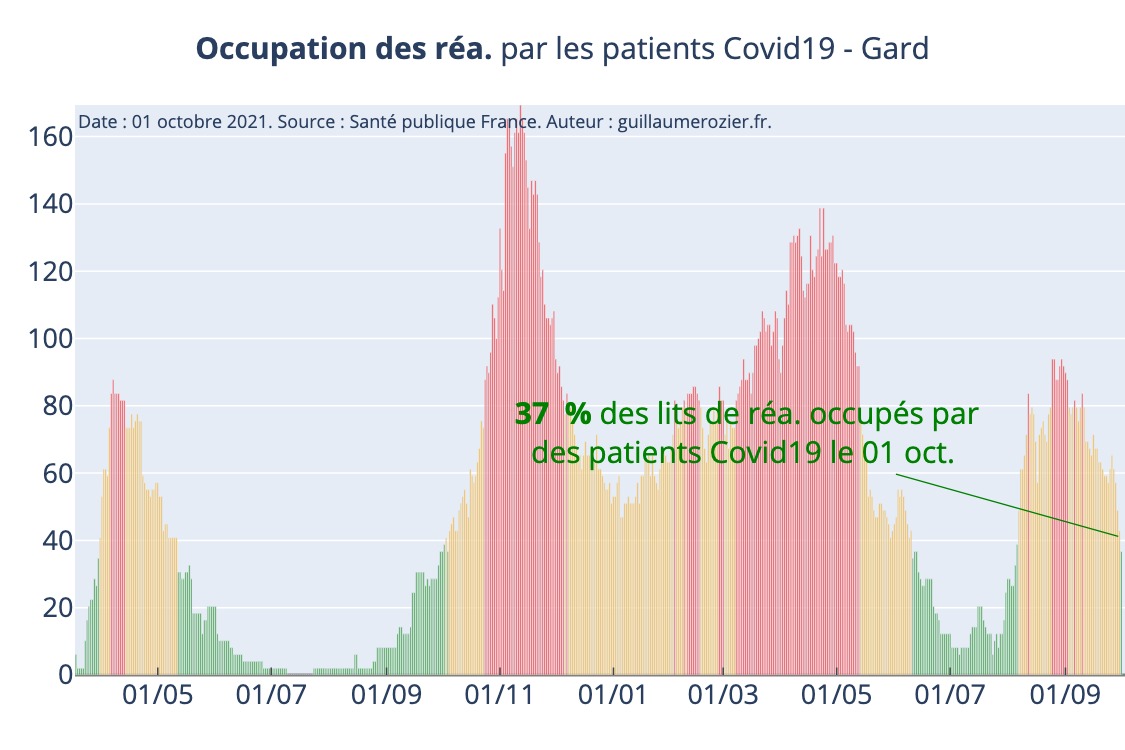 Occupation des réa. par les patients Covid19 - Gard
Date : 01 octobre 2021. Source : Santé publique France. Auteur : guillaumerozier.fr.
160
140
120
100
80
60
40
20
0
37 % des lits de réa. occupés par
des patients Covid19 le 01 oct.
01/05 01/07 01/09 01/11 01/01 01/03 01/05 01/07 01/09